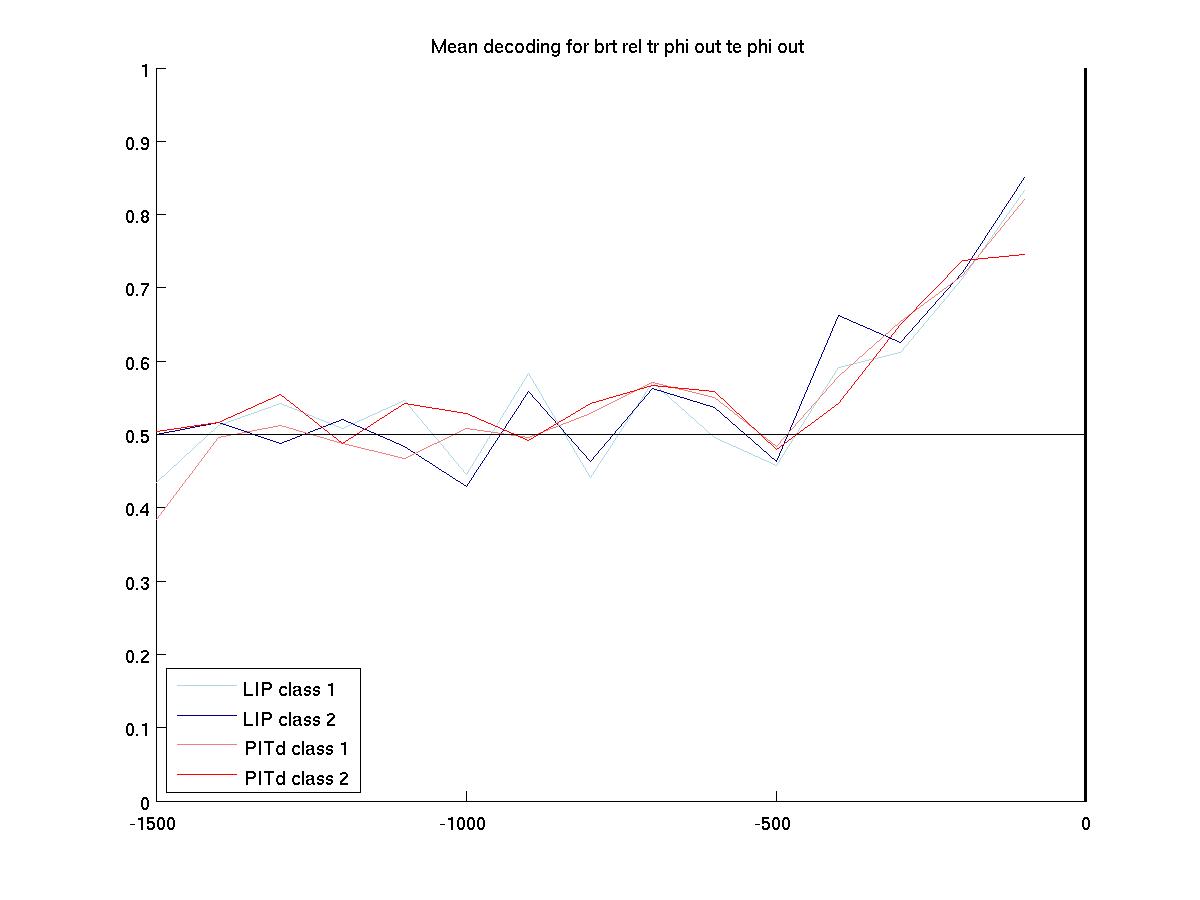 Mean decoding for brt rel tr phi out te phi out
1
0.9
0.8
0.7
0.6
0.5
0.4
0.3
0.2
0.1
0
LIP class 1
LIP class 2
PITd class 1
PITd class 2
-1500 -1000 -500 0